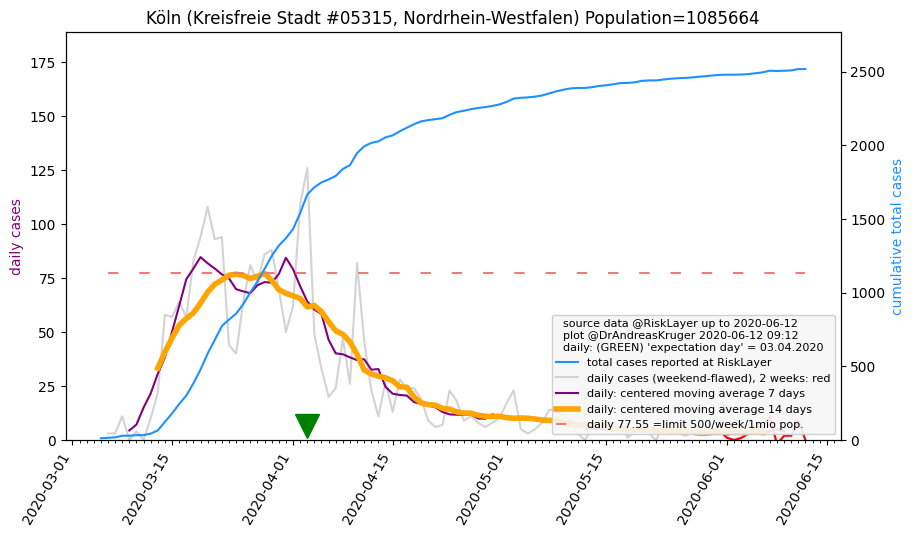 Köln (Kreisfreie Stadt #05315, Nordrhein-Westfalen) Population=1085664
daily cases
175
150
125
100
75
50
25
0
2500
2000
1500
1000
500
0
cumulative total cases
source data @RiskLayer up to 2020-06-12
plot @DrAndreasKruger 2020-06-12 09:12
daily: (GREEN) 'expectation day' = 03.04.2020
total cases reported at RiskLayer
daily cases (weekend-flawed), 2 weeks: red
daily: centered moving average 7 days
daily: centered moving average 14 days
daily 77.55 =limit 500/week/1mio pop.
2020-03-01
2020-03-15
2020-04-01
2020-04-15
2020-05-01
2020-05-15
2020-06-01
2020-06-15